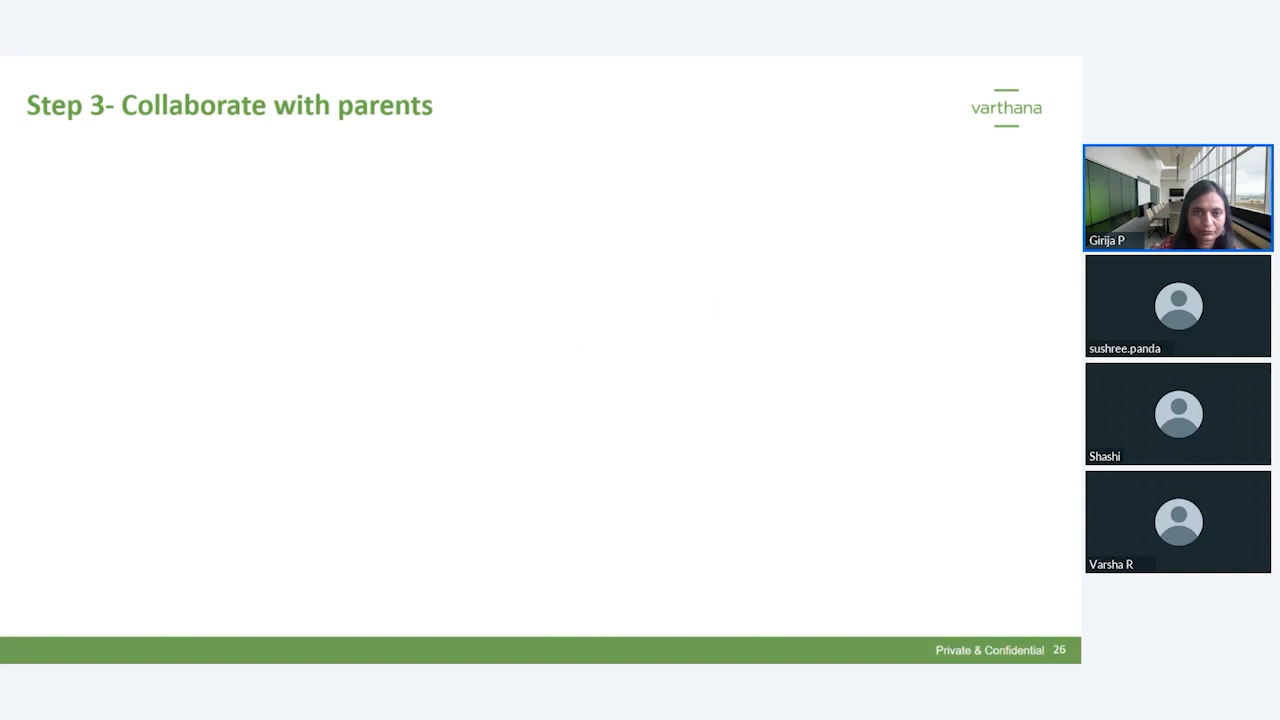 Step 3- Collaborate with parents
varthana
Girija P
sushree.panda
Shashi
Varsha R
Private & Confidential 26